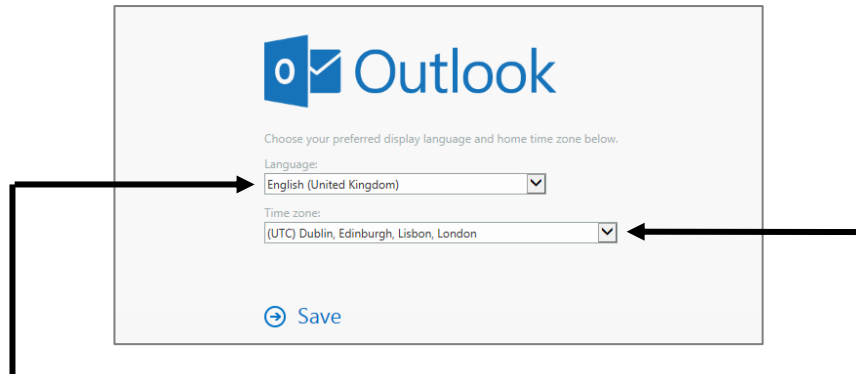 Outlook
Choose your preferred display language and home time zone below.
Language:
English (United Kingdom)
Time zone:
(UTC) Dublin, Edinburgh, Lisbon, London
Save